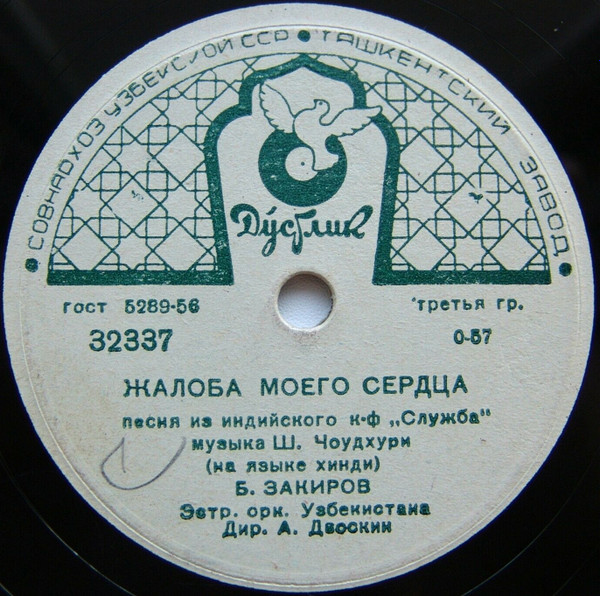 СОВНАРХОЗ УЗБЕКСКОЙ ССР • ТАШКЕНТСКИЙ ЗАВОД •
Дӯстлик
гост 5289-56
третья гр.
32337
0-57
ЖАЛОБА МОЕГО СЕРДЦА
песня из индийского к-ф „Служба"
музыка Ш. Чоудхури
(на языке хинди)
Б. ЗАКИРОВ
Эстр. орк. Узбекистана
Дир. А. Двоскин